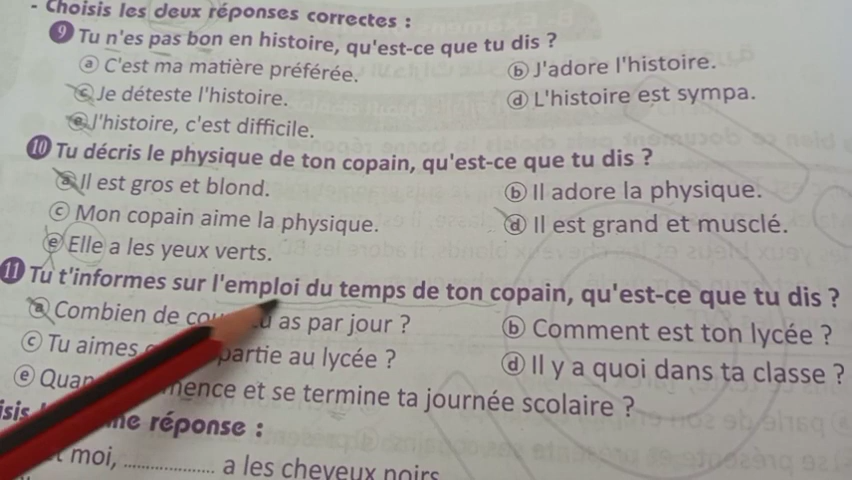 - Choisis les deux réponses correctes :
9 Tu n'es pas bon en histoire, qu'est-ce que tu dis ?
a C'est ma matière préférée. b J'adore l'histoire.
c Je déteste l'histoire. d L'histoire est sympa.
e l'histoire, c'est difficile.
10 Tu décris le physique de ton copain, qu'est-ce que tu dis ?
a Il est gros et blond. b Il adore la physique.
c Mon copain aime la physique. d Il est grand et musclé.
e Elle a les yeux verts.
11 Tu t'informes sur l'emploi du temps de ton copain, qu'est-ce que tu dis ?
a Combien de as par jour ? b Comment est ton lycée ?
c Tu aimes partie au lycée ? d Il y a quoi dans ta classe ?
e et se termine ta journée scolaire ?
réponse :
moi, .................. a les cheveux noirs